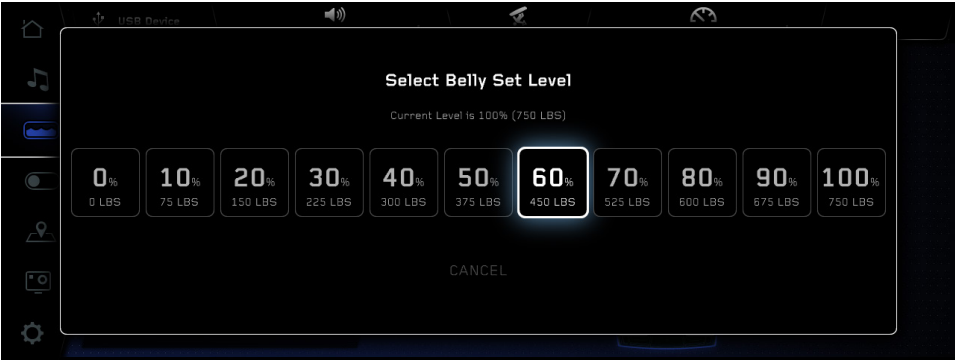 USB Device
Select Belly Set Level
Current Level is 100% (750 LBS)
0% 10% 20% 30% 40% 50% 60% 70% 80% 90% 100%
0 LBS 75 LBS 150 LBS 225 LBS 300 LBS 375 LBS 450 LBS 525 LBS 600 LBS 675 LBS 750 LBS
CANCEL